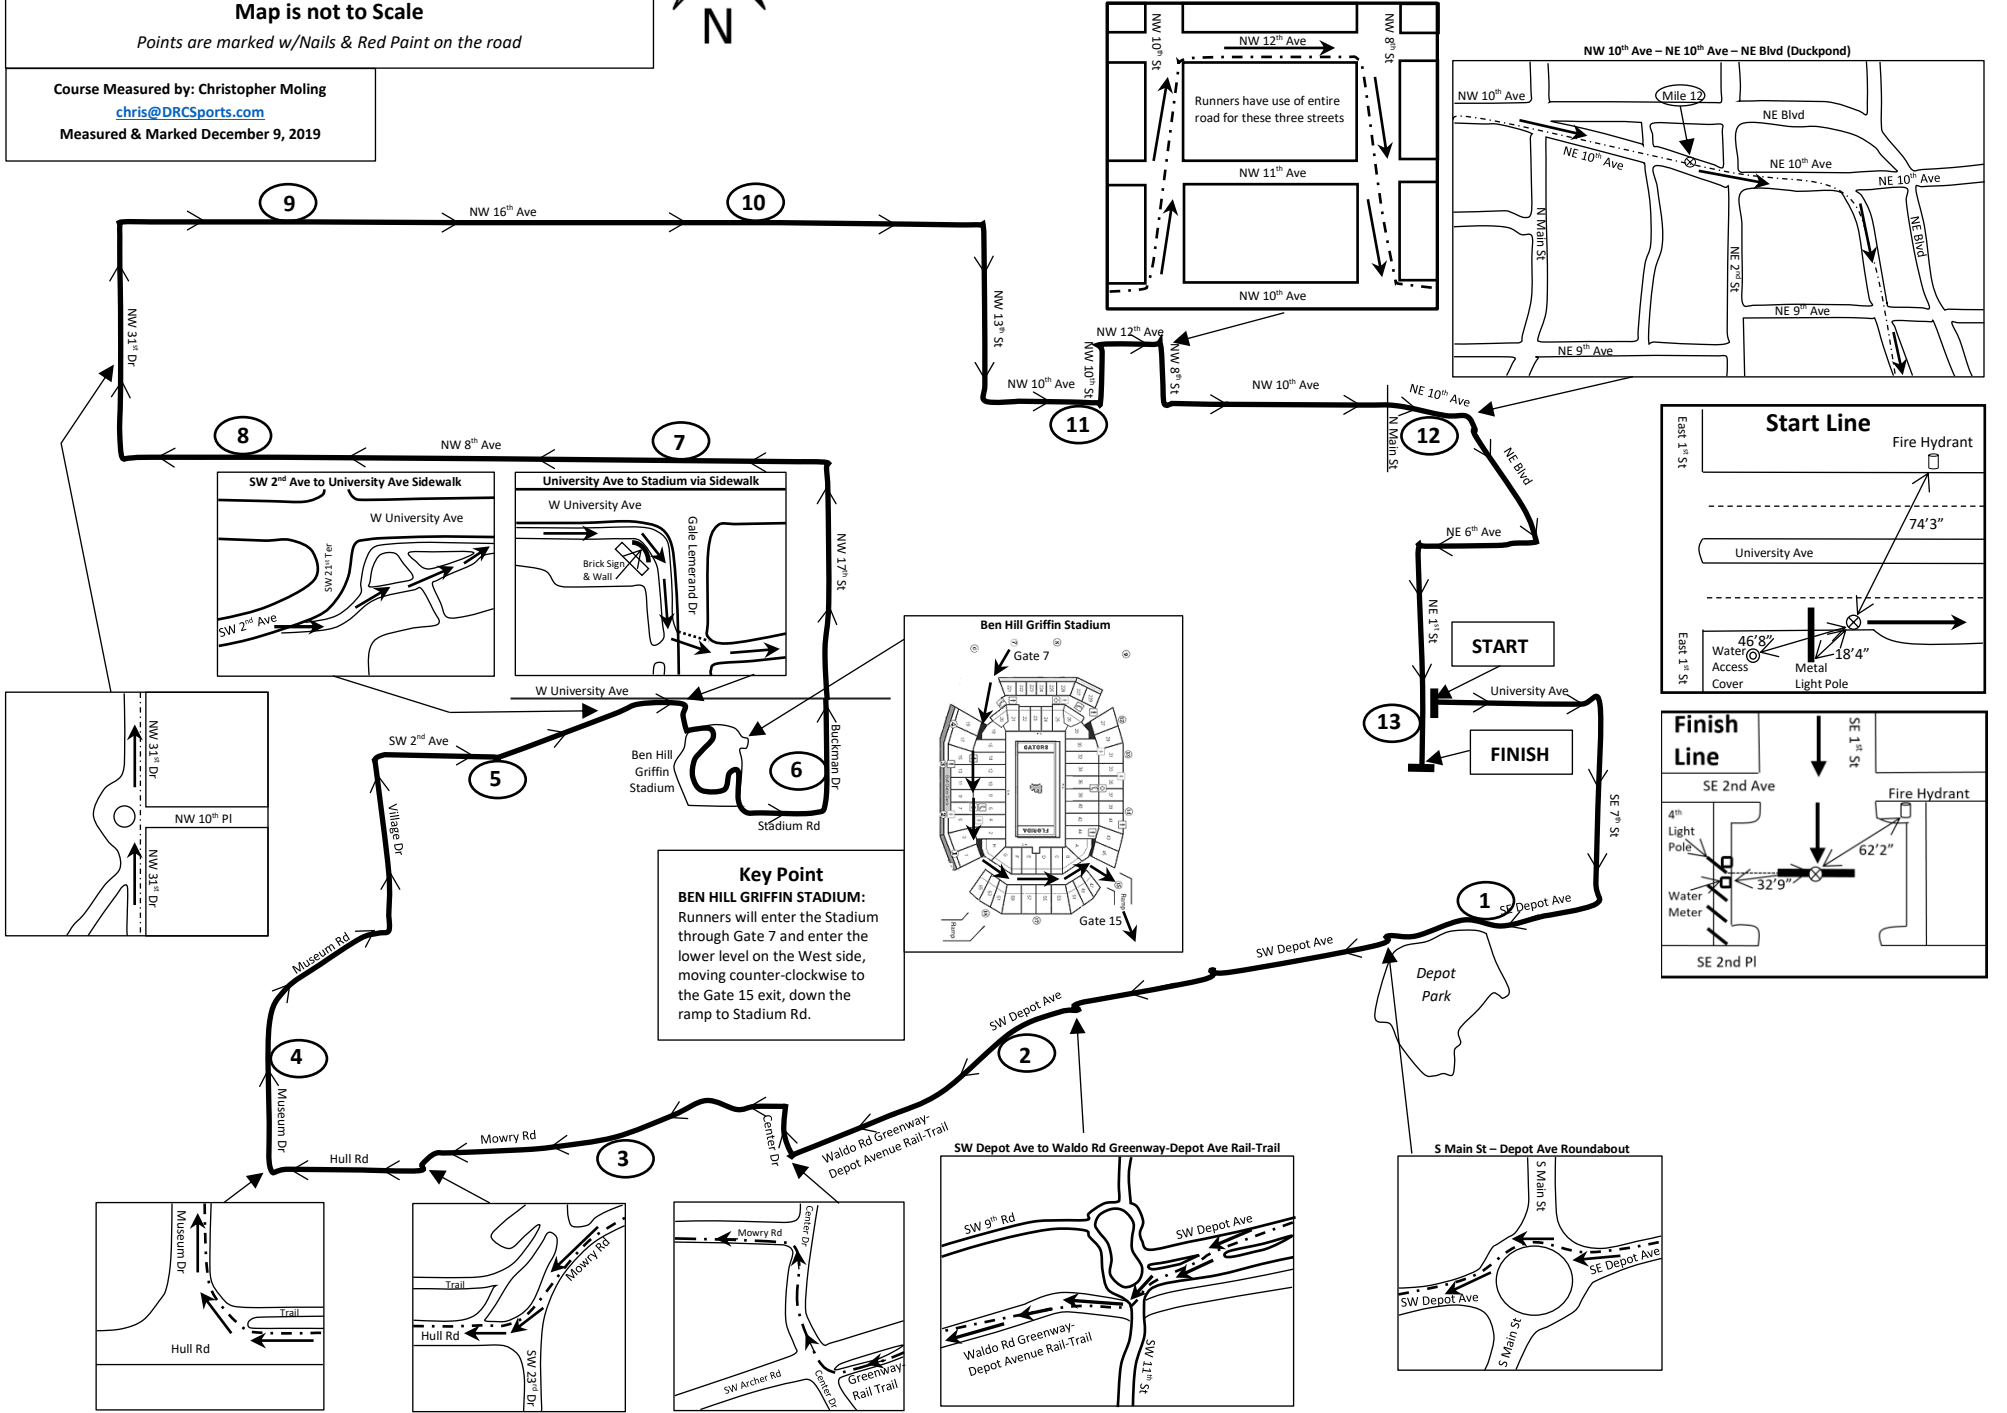 Map is not to Scale
Points are marked w/Nails & Red Paint on the road
N
Course Measured by: Christopher Moling
chris@DRCSports.com
Measured & Marked December 9, 2019
NW 10th St
NW 12th Ave
NW 8th St
Runners have use of entire
road for these three streets
NW 11th Ave
NW 10th Ave
NW 10th Ave – NE 10th Ave – NE Blvd (Duckpond)
NW 10th Ave
Mile 12
NE Blvd
NE 10th Ave
NE 10th Ave
NE 10th Ave
N Main St
NE 2nd St
NE Blvd
NE 9th Ave
NE 9th Ave
9
NW 16th Ave
10
NW 31st Dr
NW 13th St
NW 12th Ave
NW 10th St
NW 8th St
NW 10th Ave
11
NW 10th Ave
NE 10th Ave
N Main St
12
NE Blvd
NE 6th Ave
NE 1st St
8
NW 8th Ave
7
NW 17th St
SW 2nd Ave to University Ave Sidewalk
W University Ave
SW 21st Ter
SW 2nd Ave
University Ave to Stadium via Sidewalk
W University Ave
Gale Lemerand Dr
Brick Sign
& Wall
Start Line
East 1st St
Fire Hydrant
74’3”
University Ave
East 1st St
46’8”
18’4”
Water
Access
Cover
Metal
Light Pole
START
University Ave
13
FINISH
SE 7th St
Finish
Line
SE 1st St
SE 2nd Ave
Fire Hydrant
4th
Light
Pole
62’2”
32’9”
Water
Meter
SE 2nd Pl
NW 31st Dr
NW 10th Pl
NW 31st Dr
W University Ave
SW 2nd Ave
5
Ben Hill
Griffin
Stadium
6
Buckman Dr
Stadium Rd
Village Dr
Museum Rd
4
Museum Dr
Ben Hill Griffin Stadium
Gate 7
GATORS
FLORIDA
Gate 15
Ramp
Ramp
Key Point
BEN HILL GRIFFIN STADIUM:
Runners will enter the Stadium
through Gate 7 and enter the
lower level on the West side,
moving counter-clockwise to
the Gate 15 exit, down the
ramp to Stadium Rd.
1
SE Depot Ave
SW Depot Ave
Depot
Park
SW Depot Ave
2
Waldo Rd Greenway-
Depot Avenue Rail-Trail
Center Dr
Mowry Rd
3
Hull Rd
Museum Dr
Trail
Hull Rd
Mowry Rd
Trail
Hull Rd
SW 23rd Dr
Center Dr
Mowry Rd
SW Archer Rd
Center Dr
Greenway-
Rail Trail
SW Depot Ave to Waldo Rd Greenway-Depot Ave Rail-Trail
SW 9th Rd
SW Depot Ave
Waldo Rd Greenway-
Depot Avenue Rail-Trail
SW 11th St
S Main St – Depot Ave Roundabout
S Main St
SE Depot Ave
SW Depot Ave
S Main St